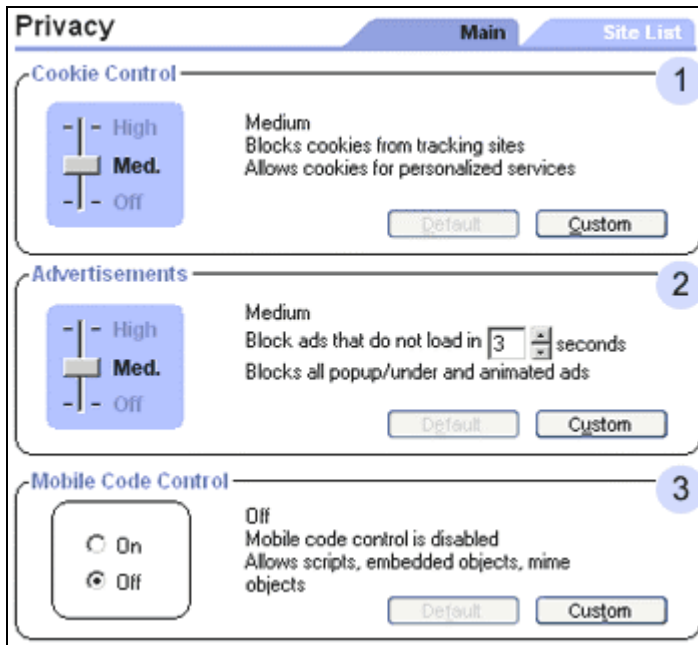 Privacy
Main
Site List
Cookie Control
1
High
Med.
Off
Medium
Blocks cookies from tracking sites
Allows cookies for personalized services
Default
Custom
Advertisements
2
High
Med.
Off
Medium
Block ads that do not load in 3 seconds
Blocks all popup/under and animated ads
Default
Custom
Mobile Code Control
3
On
Off
Off
Mobile code control is disabled
Allows scripts, embedded objects, mime
objects
Default
Custom